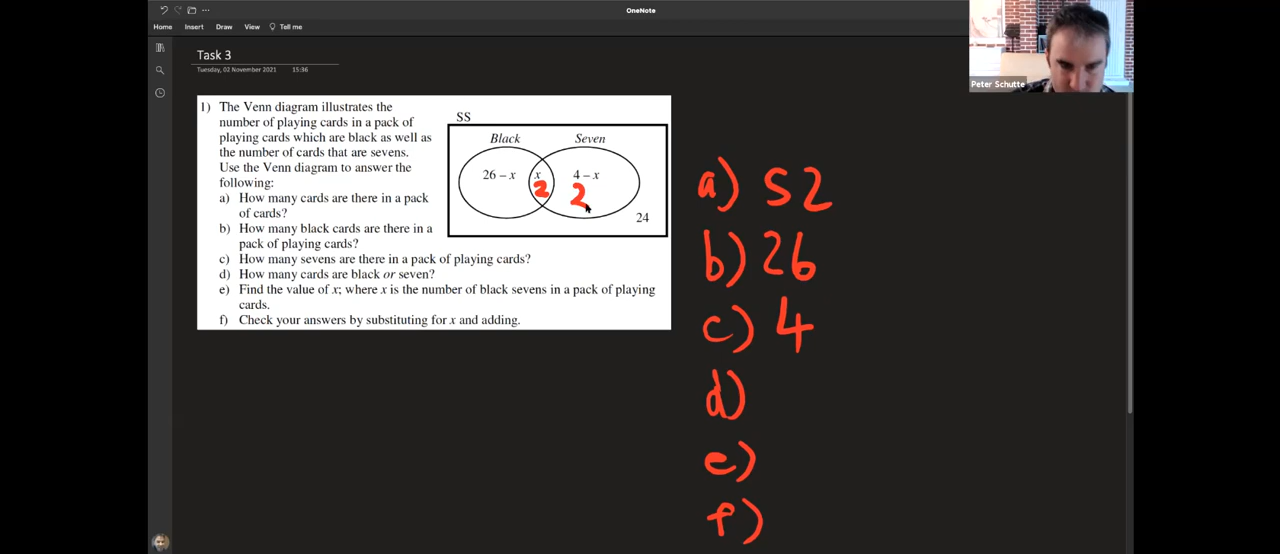 OneNote
Home Insert Draw View Tell me
Task 3
Tuesday, 02 November 2021 15:36
Peter Schutte
1) The Venn diagram illustrates the
number of playing cards in a pack of
playing cards which are black as well as
the number of cards that are sevens.
Use the Venn diagram to answer the
following:
a) How many cards are there in a pack
of cards?
b) How many black cards are there in a
pack of playing cards?
c) How many sevens are there in a pack of playing cards?
d) How many cards are black or seven?
e) Find the value of x; where x is the number of black sevens in a pack of playing
cards.
f) Check your answers by substituting for x and adding.
SS
Black Seven
26 – x x 4 – x
2 2
24
a) 52
b) 26
c) 4
d)
e)
f)